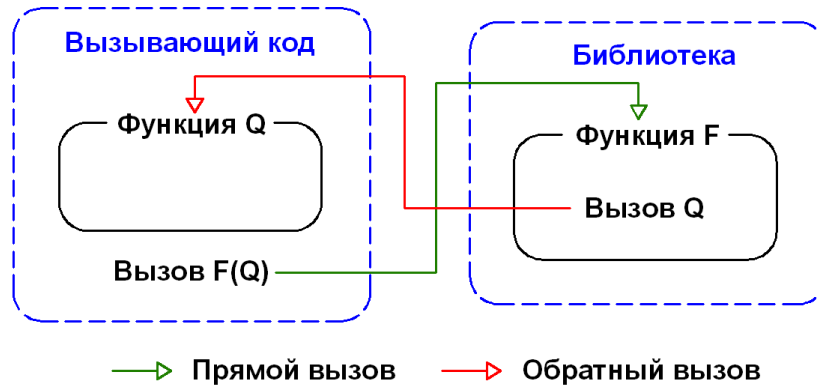 Вызывающий код
Функция Q
Вызов F(Q)
Библиотека
Функция F
Вызов Q
Прямой вызов
Обратный вызов